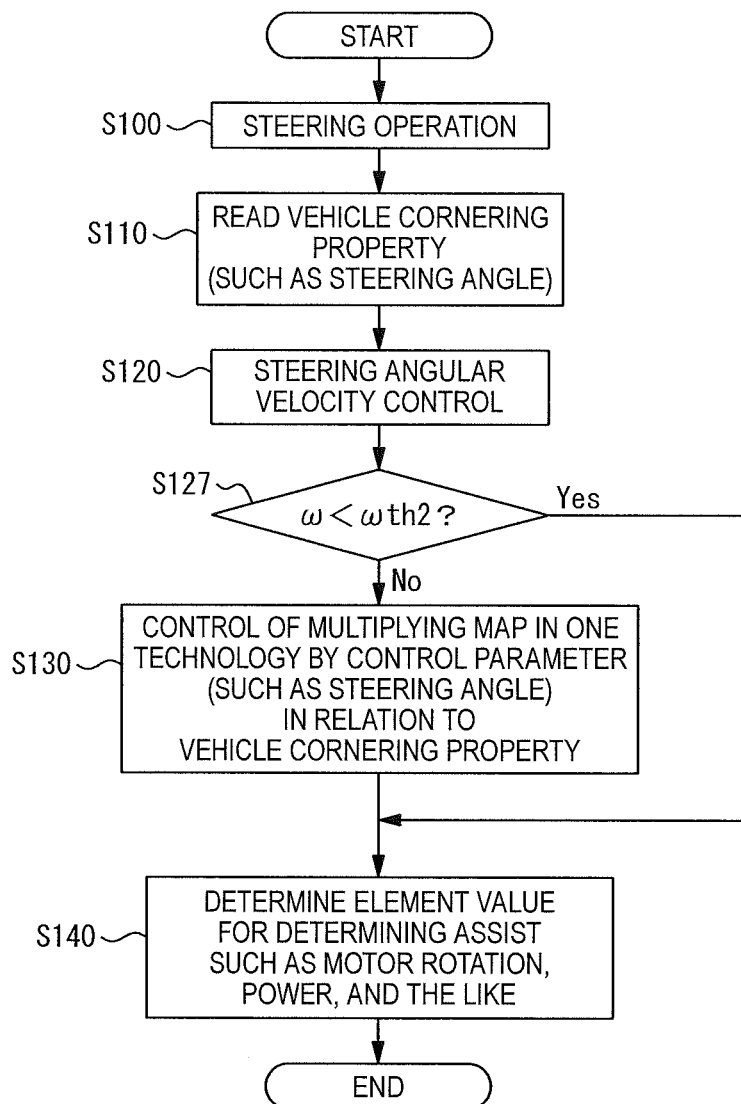 START
S100
STEERING OPERATION
S110
READ VEHICLE CORNERING
PROPERTY
(SUCH AS STEERING ANGLE)
S120
STEERING ANGULAR
VELOCITY CONTROL
S127
ω<ωth2?
Yes
No
S130
CONTROL OF MULTIPLYING MAP IN ONE
TECHNOLOGY BY CONTROL PARAMETER
(SUCH AS STEERING ANGLE)
IN RELATION TO
VEHICLE CORNERING PROPERTY
S140
DETERMINE ELEMENT VALUE
FOR DETERMINING ASSIST
SUCH AS MOTOR ROTATION,
POWER, AND THE LIKE
END